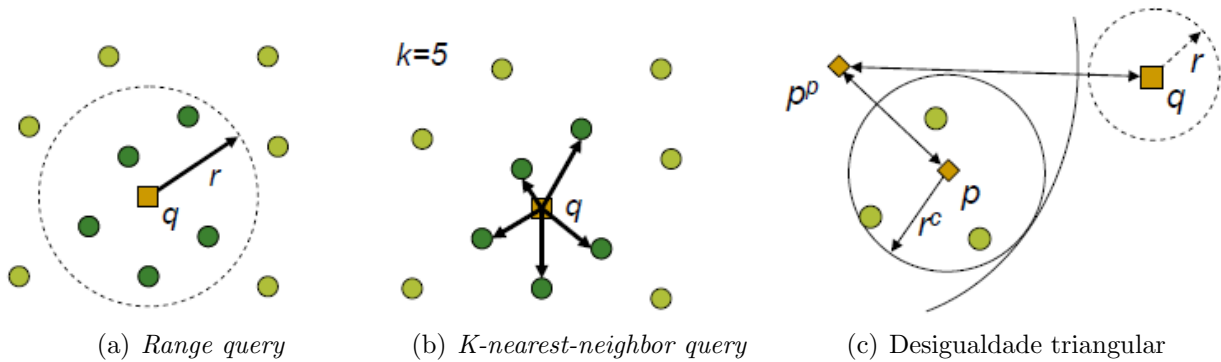 r
q
(a) Range query
k=5
q
(b) K-nearest-neighbor query
p^p
r
q
p
r^c
(c) Desigualdade triangular